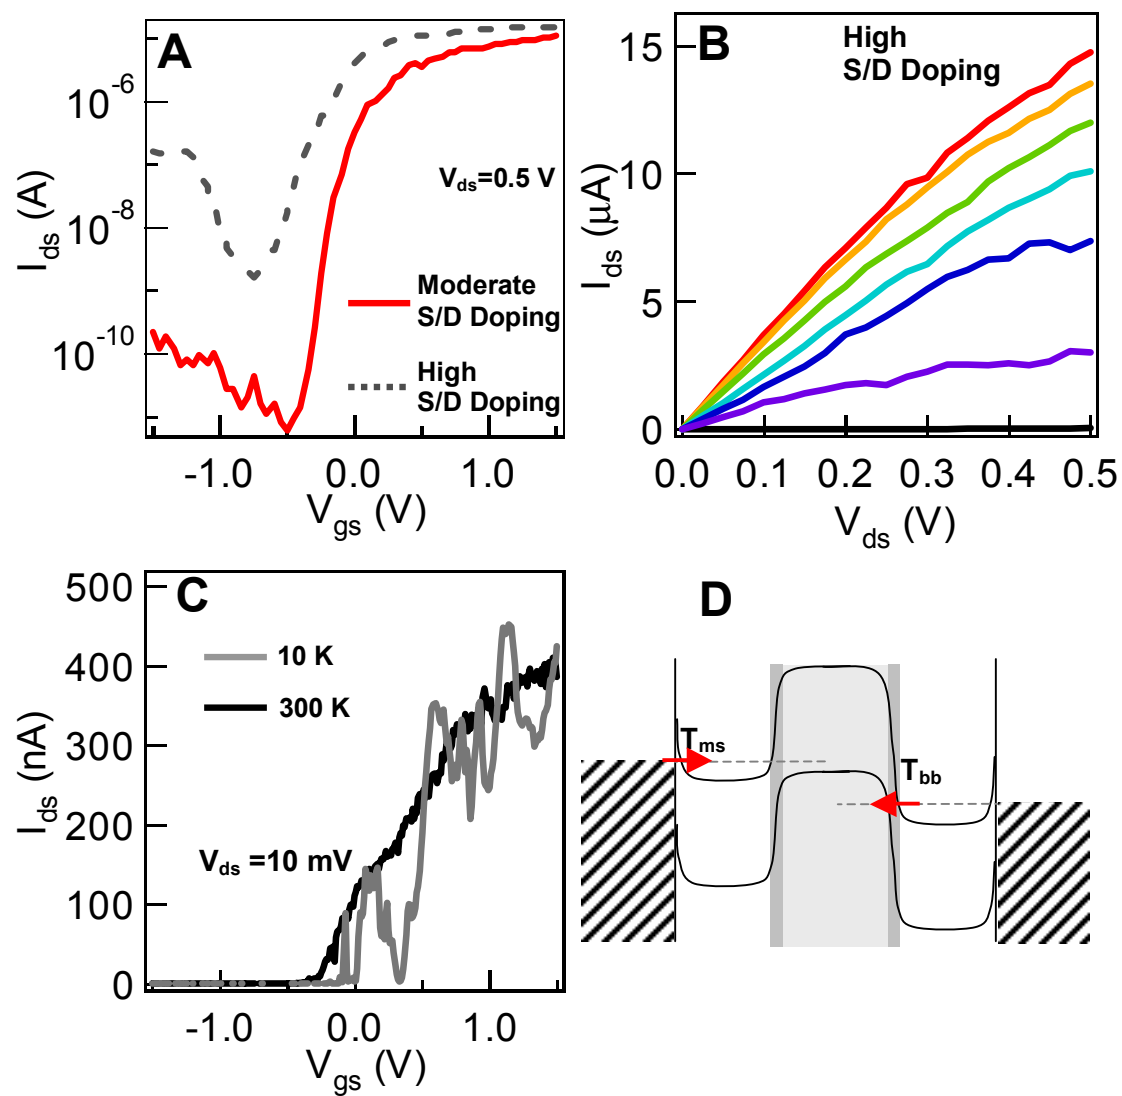 A
10⁻⁶
10⁻⁸
10⁻¹⁰
I_ds (A)
V_ds=0.5 V
Moderate
S/D Doping
High
S/D Doping
-1.0 0.0 1.0
V_gs (V)
B
High
S/D Doping
15
10
5
0
I_ds (μA)
0.0 0.1 0.2 0.3 0.4 0.5
V_ds (V)
C
500
400
300
200
100
0
I_ds (nA)
10 K
300 K
V_ds =10 mV
-1.0 0.0 1.0
V_gs (V)
D
T_ms
T_bb